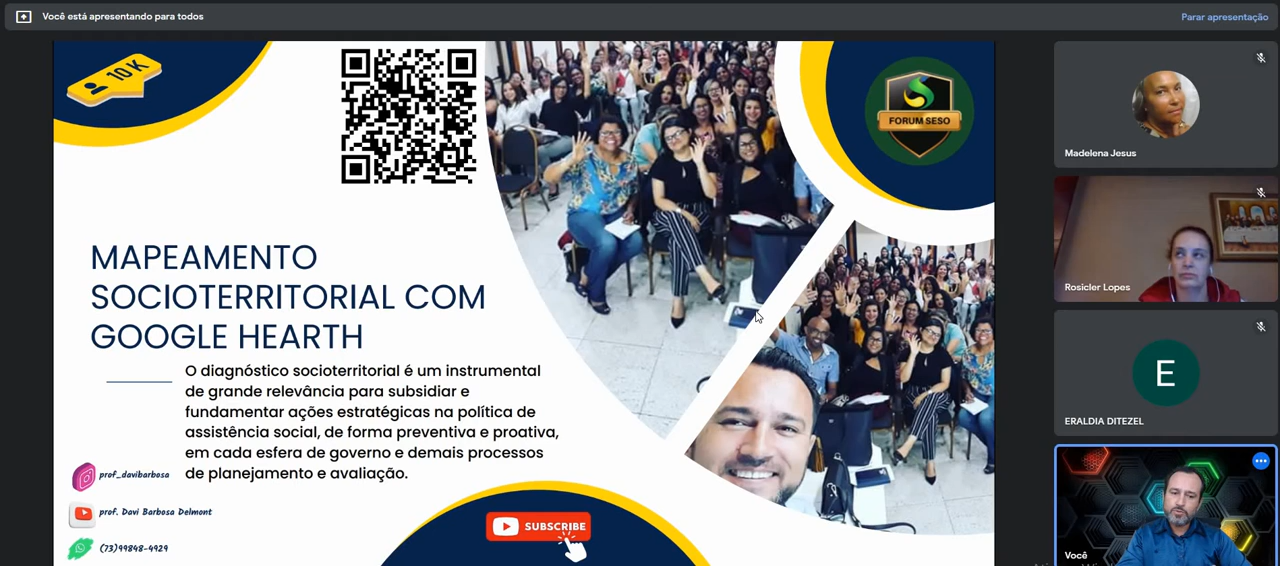 Você está apresentando para todos
Parar apresentação
10 K
FORUM SESO
MAPEAMENTO
SOCIOTERRITORIAL COM
GOOGLE HEARTH
O diagnóstico socioterritorial é um instrumental
de grande relevância para subsidiar e
fundamentar ações estratégicas na política de
assistência social, de forma preventiva e proativa,
em cada esfera de governo e demais processos
de planejamento e avaliação.
prof_davibarbosa
prof. Davi Barbosa Delmont
(73)99848-4929
SUBSCRIBE
Madelena Jesus
Rosicler Lopes
E
ERALDIA DITEZEL
Você